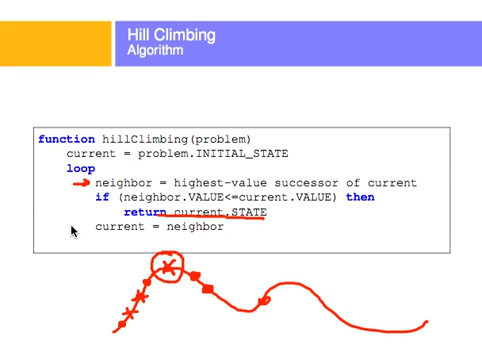 Hill Climbing
Algorithm
function hillClimbing(problem)
current = problem.INITIAL_STATE
loop
neighbor = highest-value successor of current
if (neighbor.VALUE<=current.VALUE) then
return current.STATE
current = neighbor